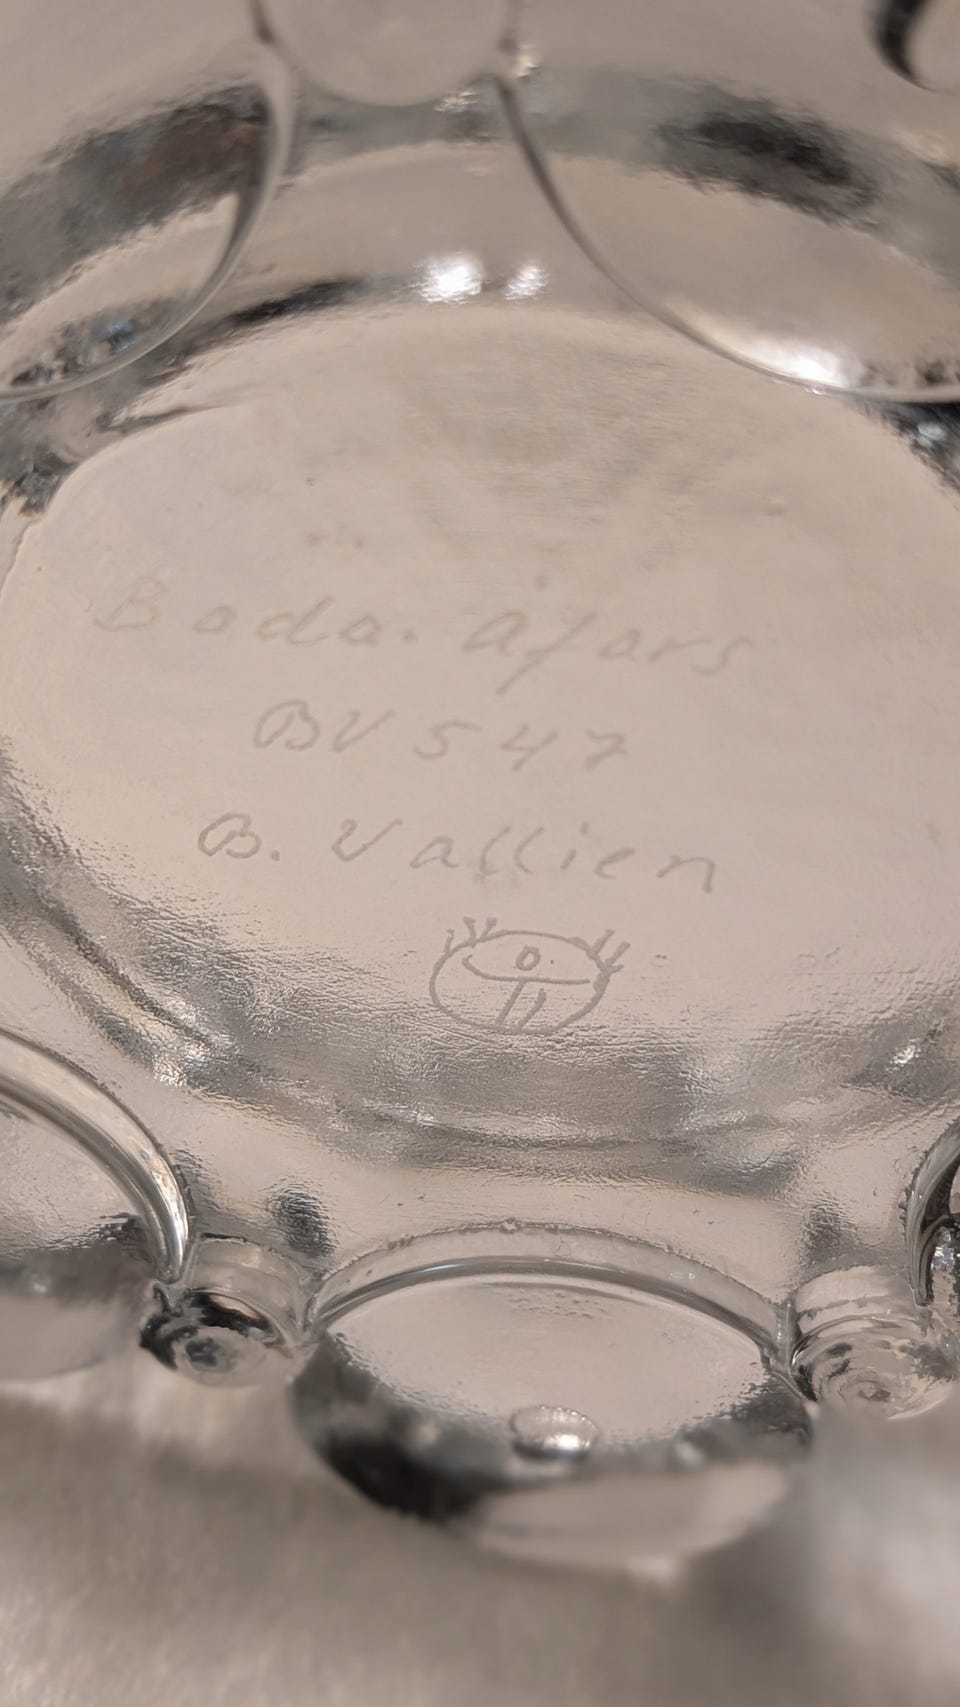 Boda. Åfors
BV 547
B. Vallien